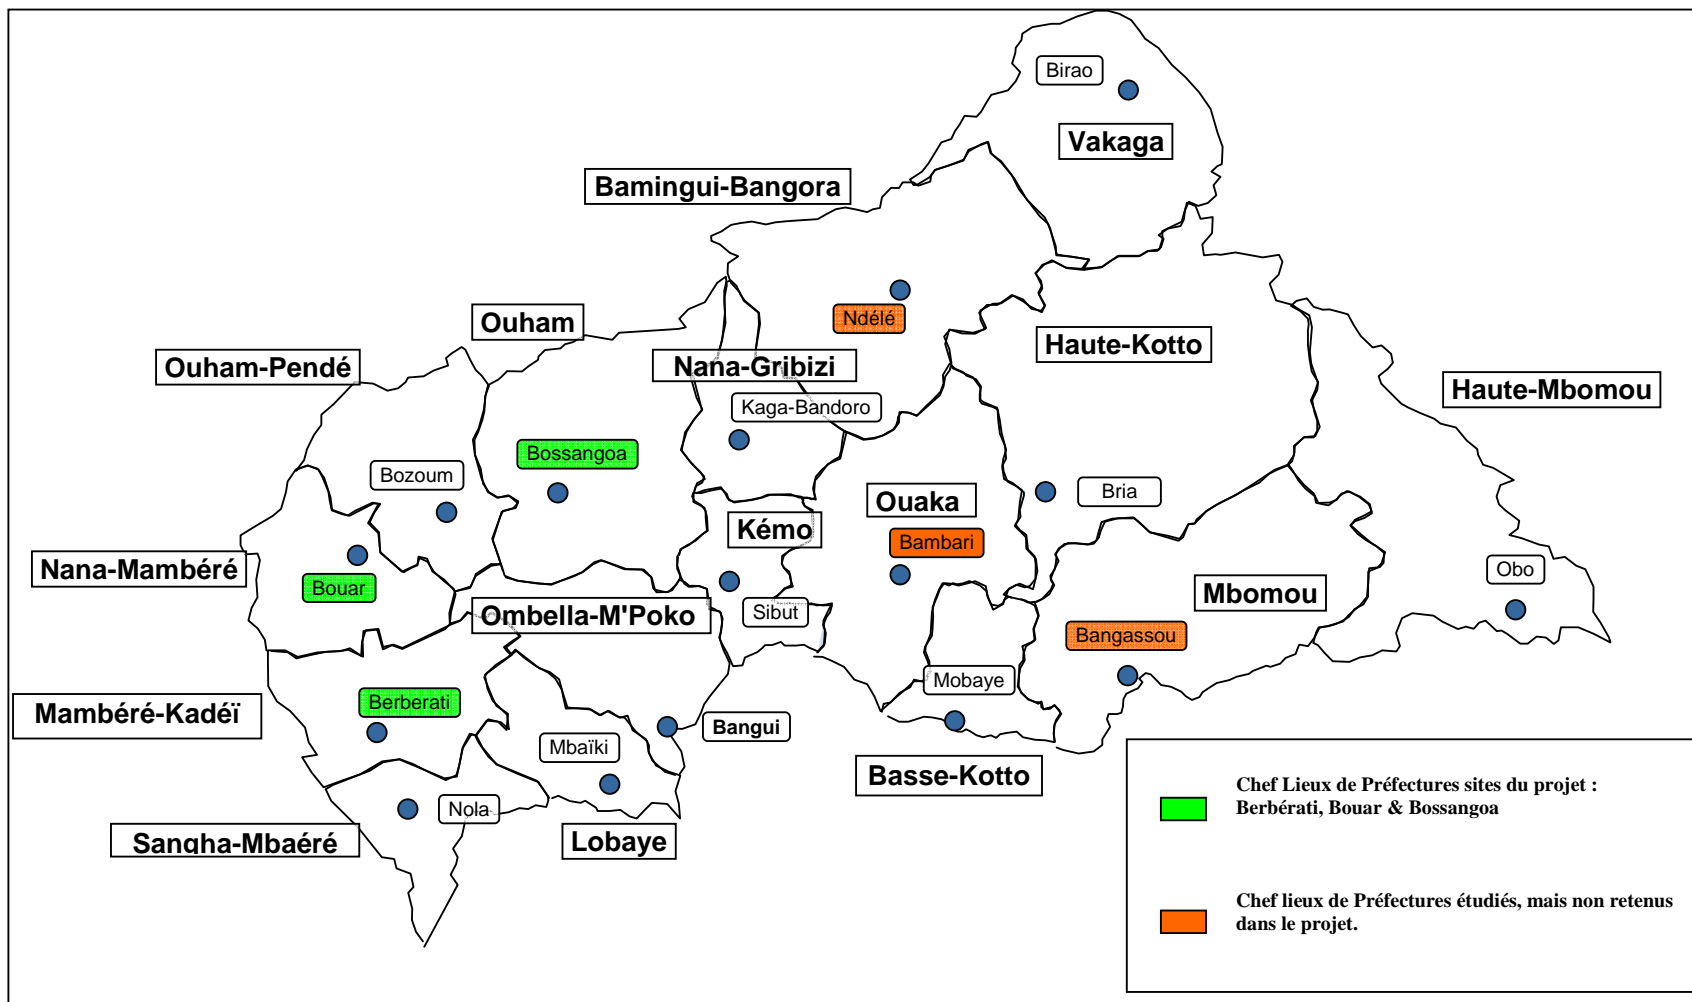 Birao
Vakaga
Bamingui-Bangora
Ndélé
Ouham
Haute-Kotto
Ouham-Pendé
Nana-Gribizi
Haute-Mbomou
Kaga-Bandoro
Bossangoa
Bozoum
Bria
Ouaka
Kémo
Bambari
Nana-Mambéré
Obo
Bouar
Mbomou
Ombella-M'Poko
Sibut
Bangassou
Mobaye
Berberati
Mambéré-Kadéï
Bangui
Mbaïki
Basse-Kotto
Nola
Sangha-Mbaéré
Lobaye
Chef Lieux de Préfectures sites du projet :
Berbérati, Bouar & Bossangoa
Chef lieux de Préfectures étudiés, mais non retenus
dans le projet.